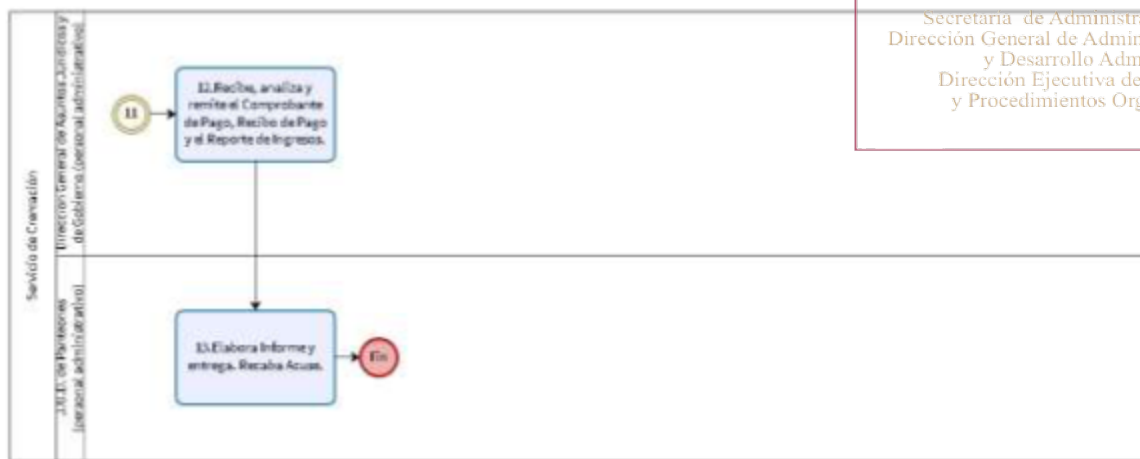 Secretaría de Administra
Dirección General de Admin
y Desarrollo Adm
Dirección Ejecutiva de
y Procedimientos Org
Servicio de Cremación
Dirección General de Asuntos Jurídicos y
de Gobierno (personal administrativo)
11
12.Recibe, analiza y
remite el Comprobante
de Pago, Recibo de Pago
y el Reporte de Ingresos.
de Panteones
(personal administrativo)
13.Elabora Informe y
entrega. Recaba Acuse.
Fin